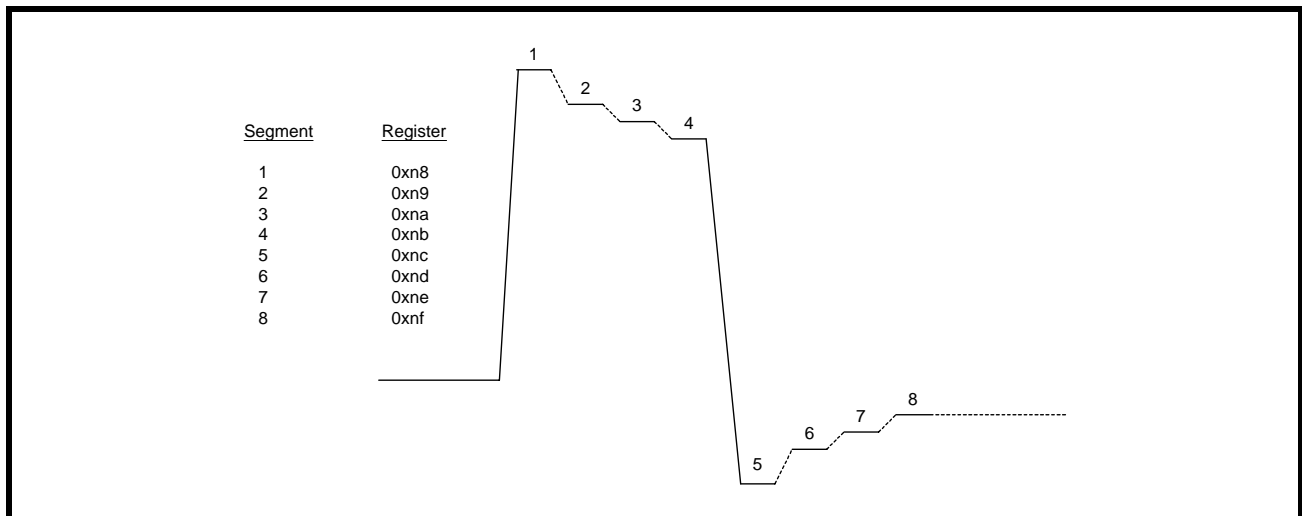 1
2
3
4
Segment Register
1 0xn8
2 0xn9
3 0xna
4 0xnb
5 0xnc
6 0xnd
7 0xne
8 0xnf
8
7
6
5